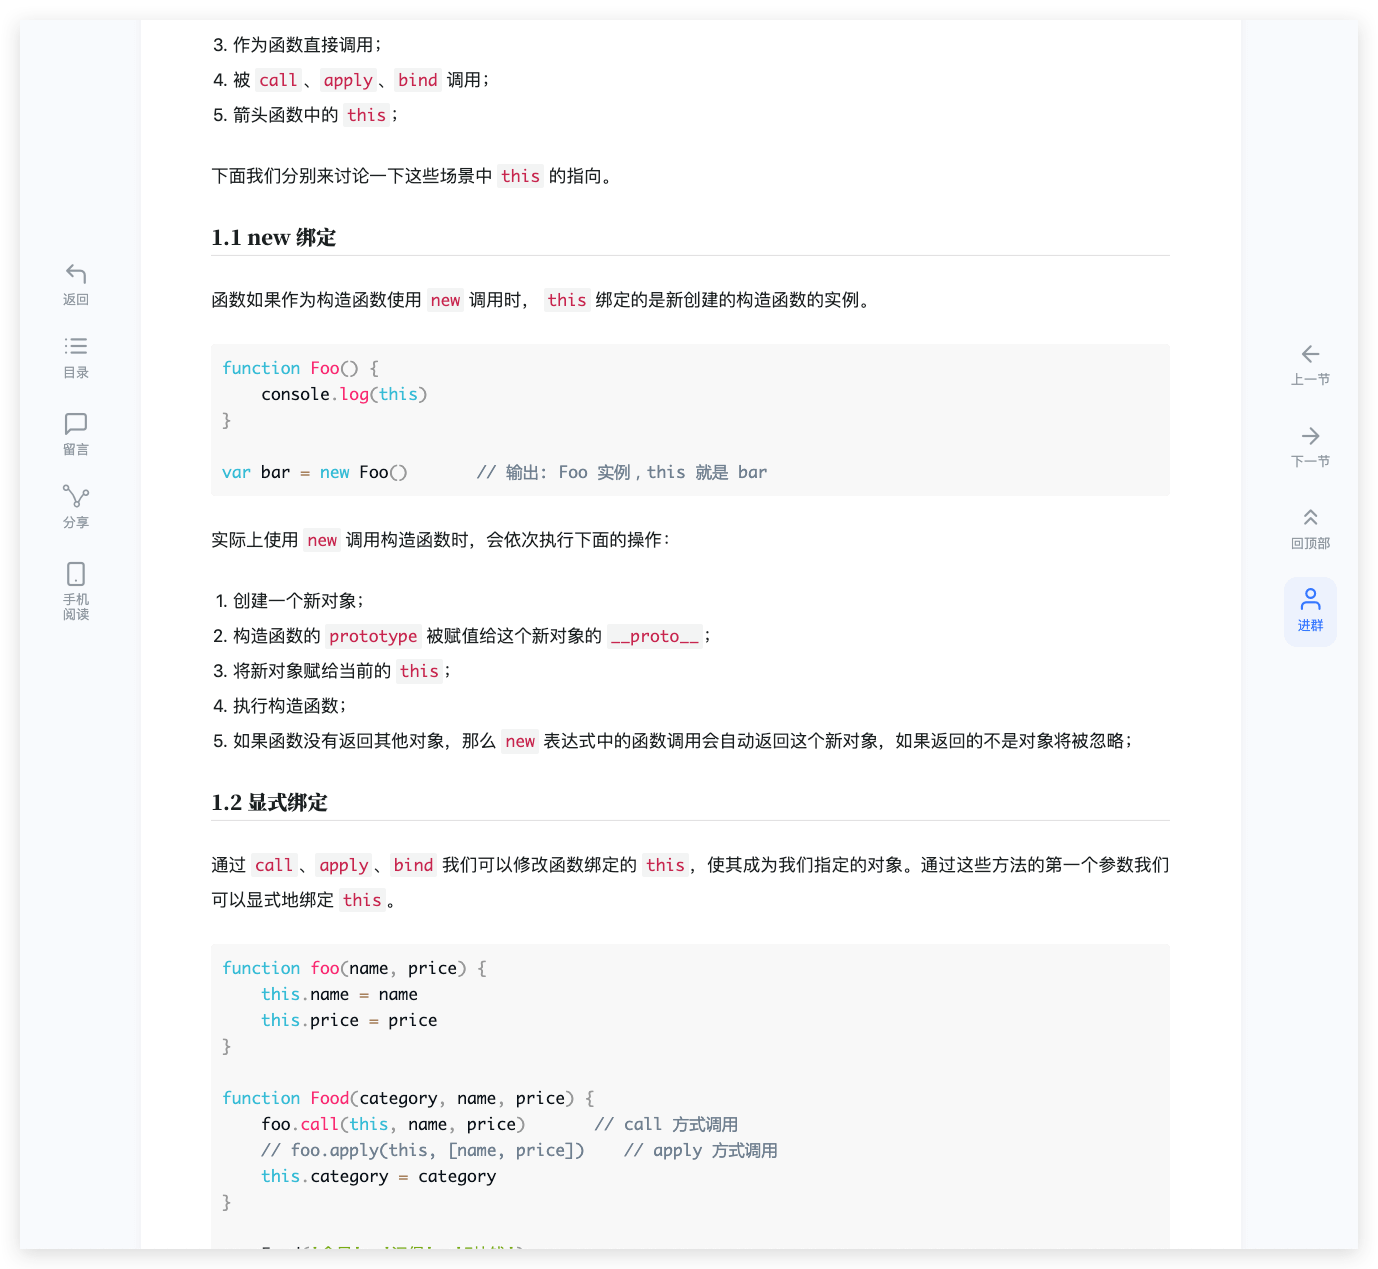 3. 作为函数直接调用；
4. 被 call 、 apply 、 bind 调用；
5. 箭头函数中的 this ；
下面我们分别来讨论一下这些场景中 this 的指向。
1.1 new 绑定
函数如果作为构造函数使用 new 调用时， this 绑定的是新创建的构造函数的实例。
function Foo() {
    console.log(this)
}
var bar = new Foo()       // 输出: Foo 实例，this 就是 bar
实际上使用 new 调用构造函数时，会依次执行下面的操作：
1. 创建一个新对象；
2. 构造函数的 prototype 被赋值给这个新对象的 __proto__ ；
3. 将新对象赋给当前的 this ；
4. 执行构造函数；
5. 如果函数没有返回其他对象，那么 new 表达式中的函数调用会自动返回这个新对象，如果返回的不是对象将被忽略；
1.2 显式绑定
通过 call 、 apply 、 bind 我们可以修改函数绑定的 this ，使其成为我们指定的对象。通过这些方法的第一个参数我们
可以显式地绑定 this 。
function foo(name, price) {
    this.name = name
    this.price = price
}
function Food(category, name, price) {
    foo.call(this, name, price)       // call 方式调用
    // foo.apply(this, [name, price])    // apply 方式调用
    this.category = category
}
返回
目录
留言
分享
手机
阅读
上一节
下一节
回顶部
进群